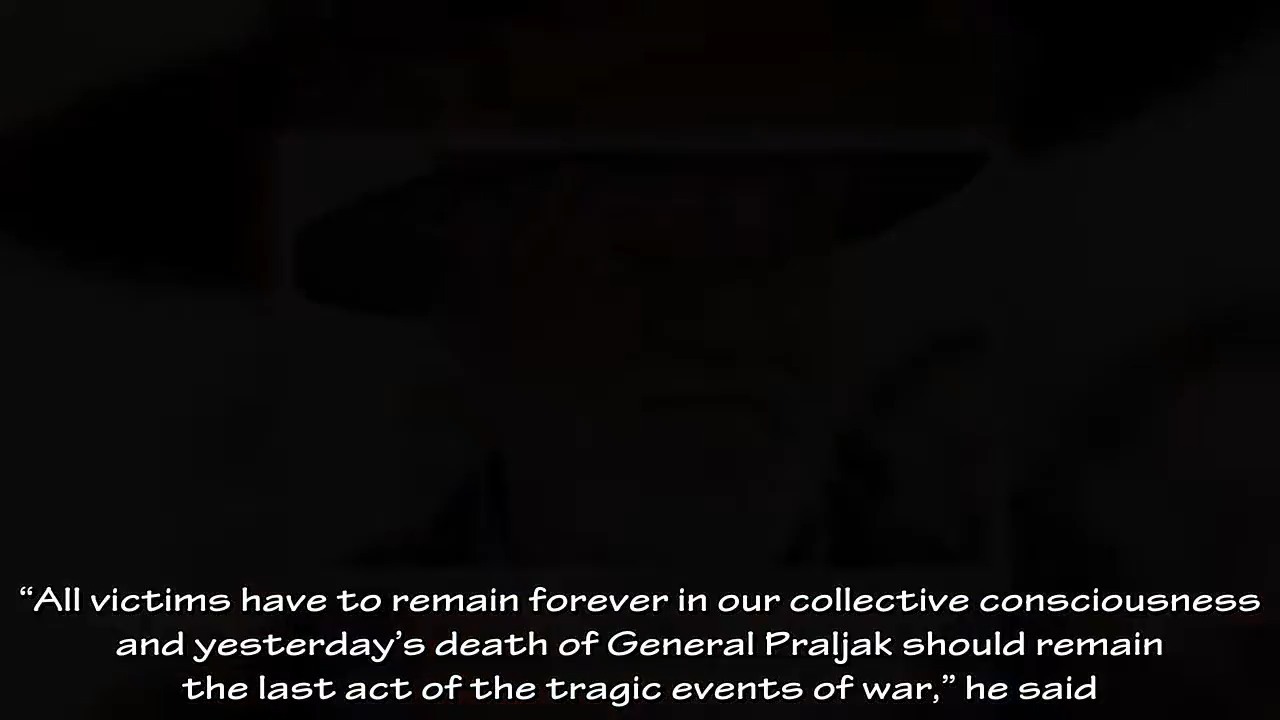 “All victims have to remain forever in our collective consciousness
and yesterday’s death of General Praljak should remain
the last act of the tragic events of war,” he said